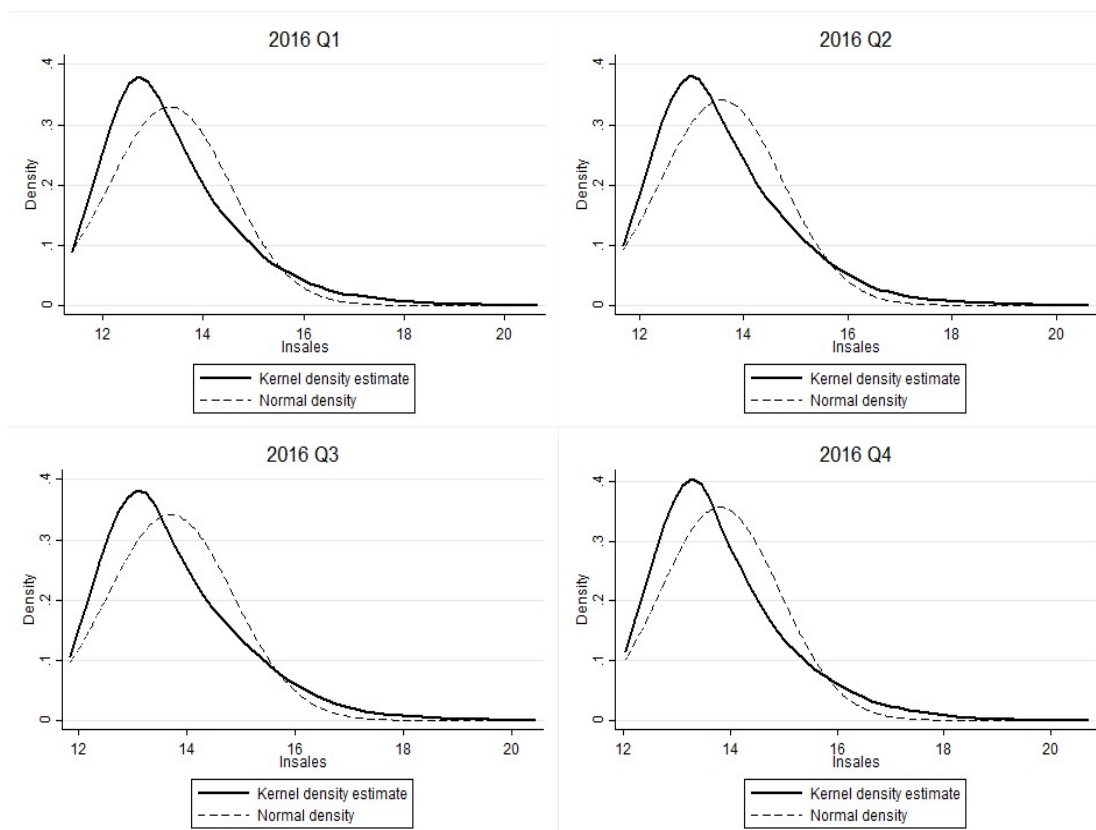 2016 Q1
Density
.4
.3
.2
.1
0
12 14 16 18 20
lnsales
Kernel density estimate
Normal density
2016 Q2
Density
.4
.3
.2
.1
0
12 14 16 18 20
lnsales
Kernel density estimate
Normal density
2016 Q3
Density
.4
.3
.2
.1
0
12 14 16 18 20
lnsales
Kernel density estimate
Normal density
2016 Q4
Density
.4
.3
.2
.1
0
12 14 16 18 20
lnsales
Kernel density estimate
Normal density